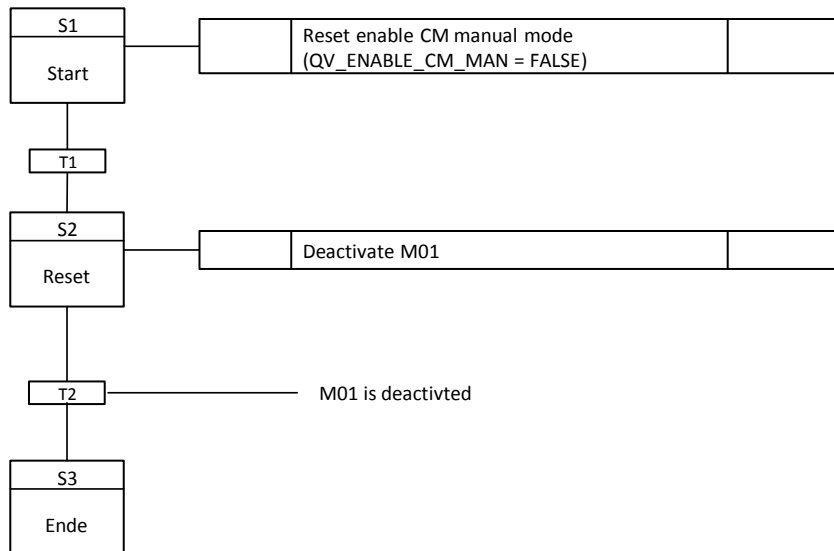 S1
Start
Reset enable CM manual mode
(QV_ENABLE_CM_MAN = FALSE)
T1
S2
Reset
Deactivate M01
T2
M01 is deactivted
S3
Ende